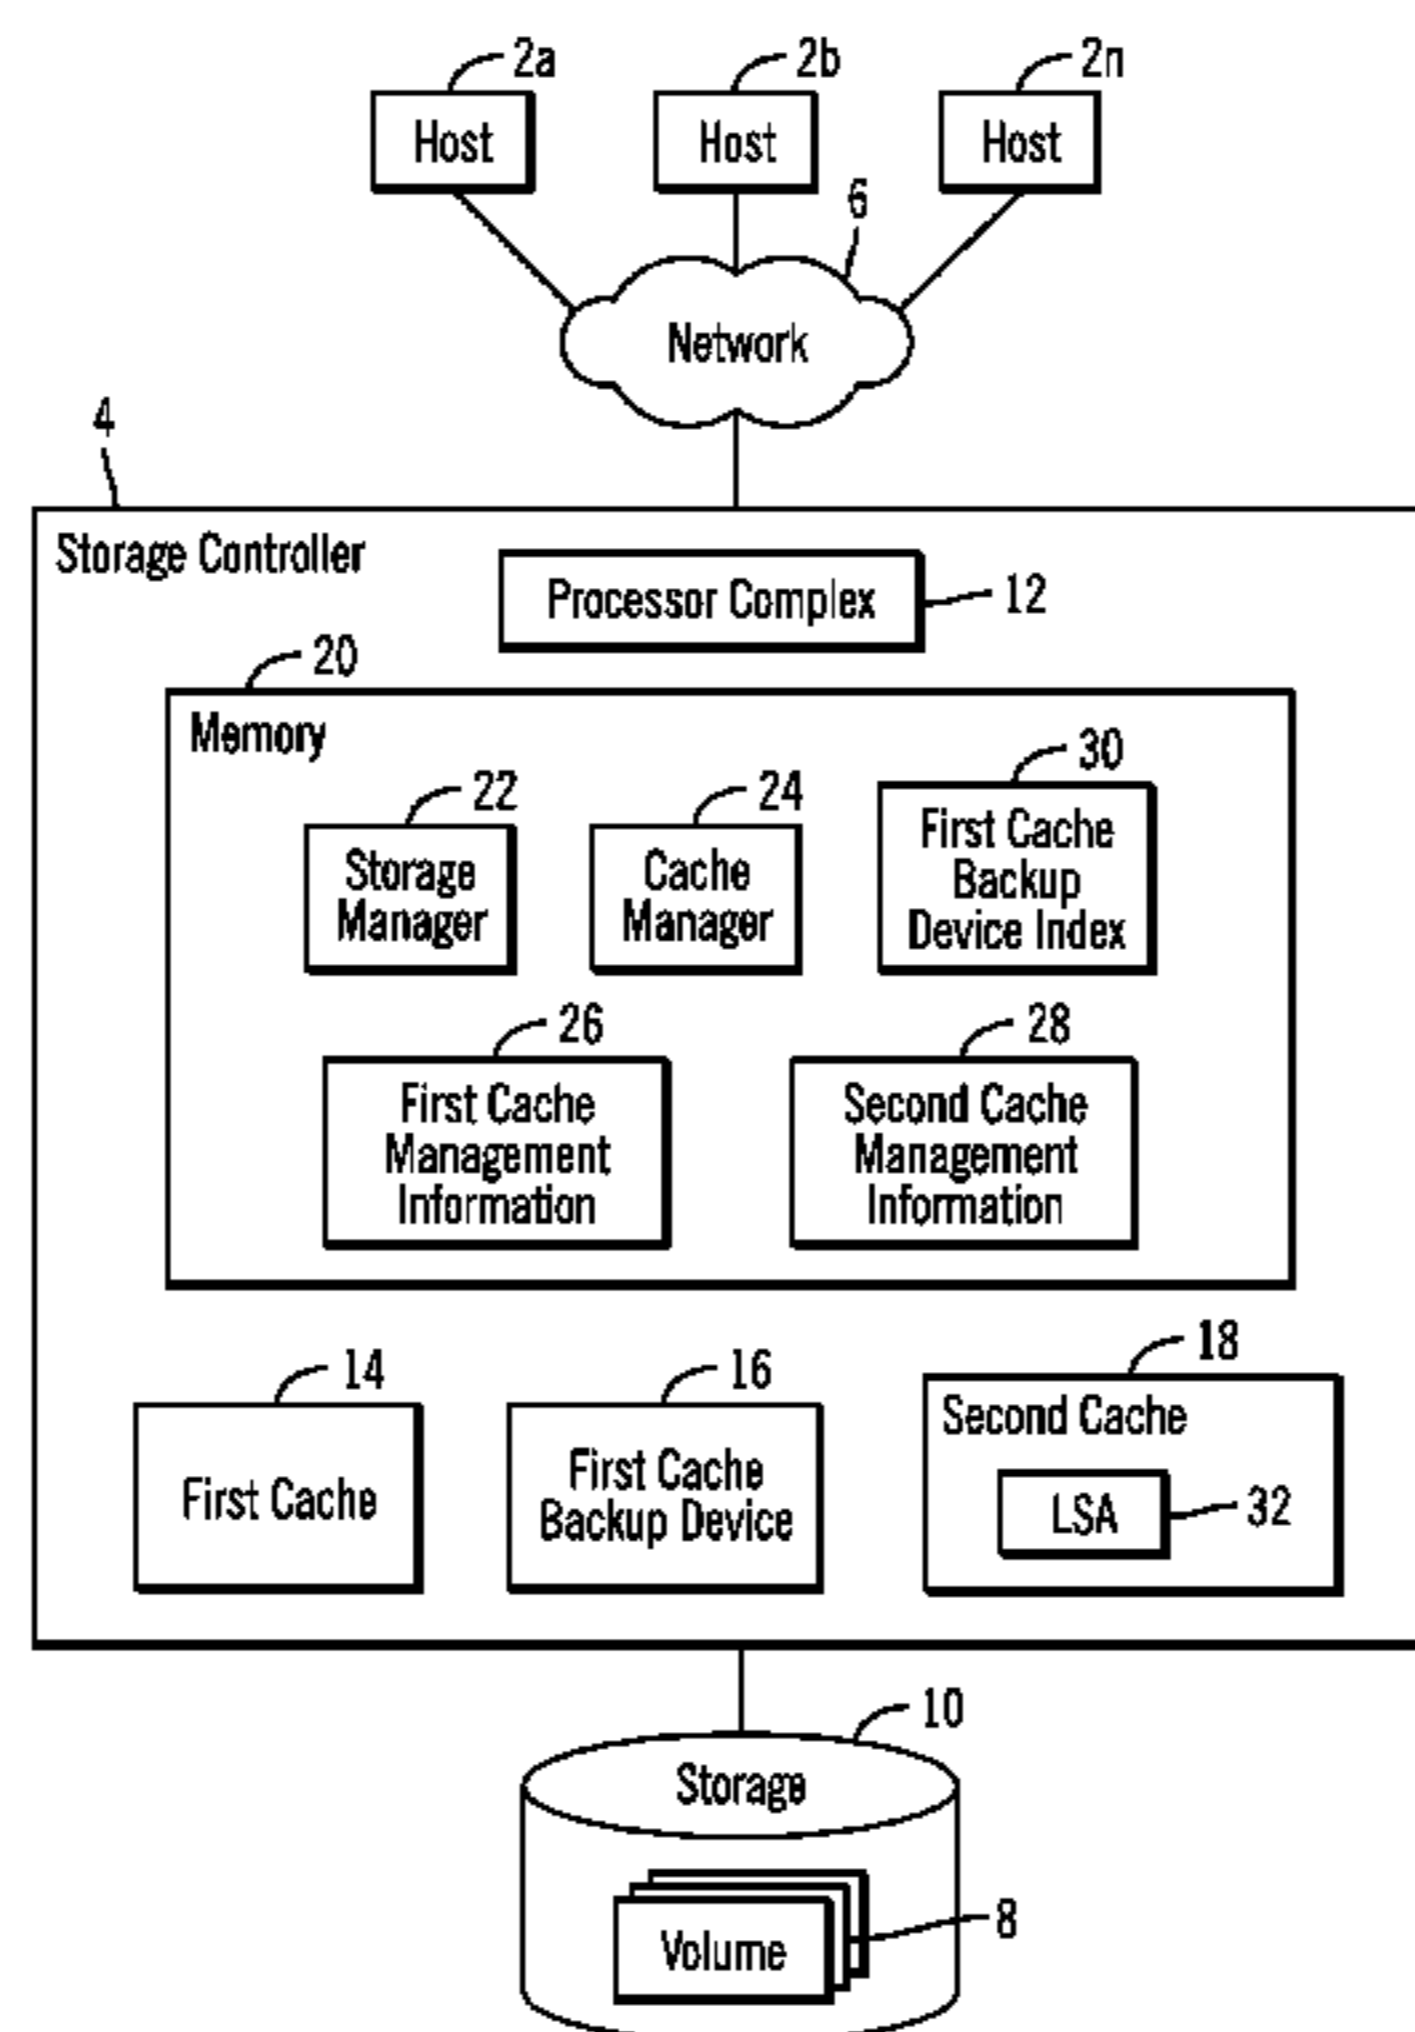 2a
2b
2n
Host
Host
Host
6
Network
4
Storage Controller
Processor Complex
12
20
Memory
22
24
30
Storage
Manager
Cache
Manager
First Cache
Backup
Device Index
26
28
First Cache
Management
Information
Second Cache
Management
Information
14
16
18
First Cache
First Cache
Backup Device
Second Cache
LSA
32
10
Storage
Volume
8